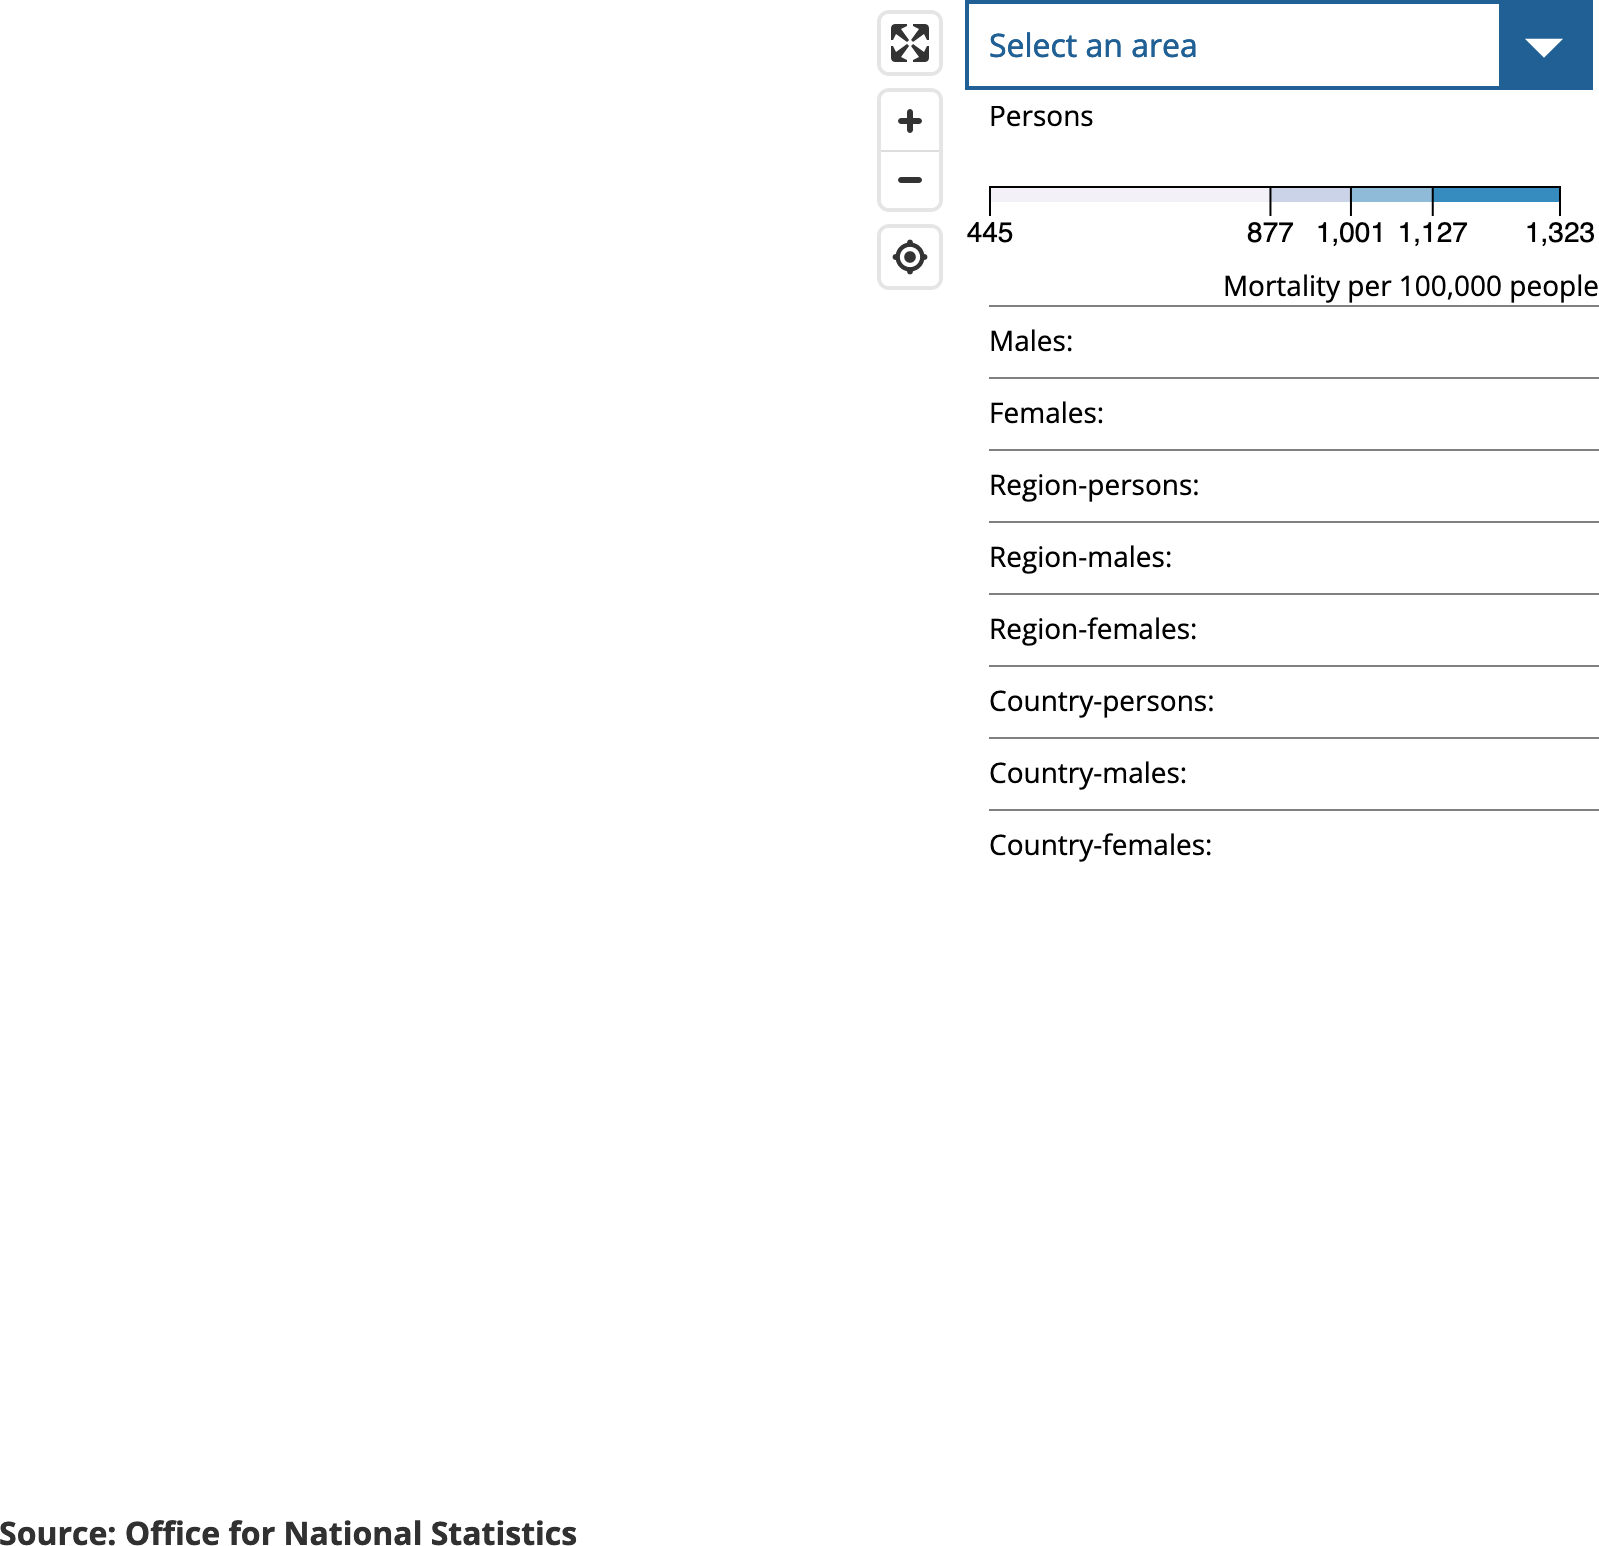 Select an area
Persons
445 877 1,001 1,127 1,323
Mortality per 100,000 people
Males:
Females:
Region-persons:
Region-males:
Region-females:
Country-persons:
Country-males:
Country-females:
Source: Office for National Statistics